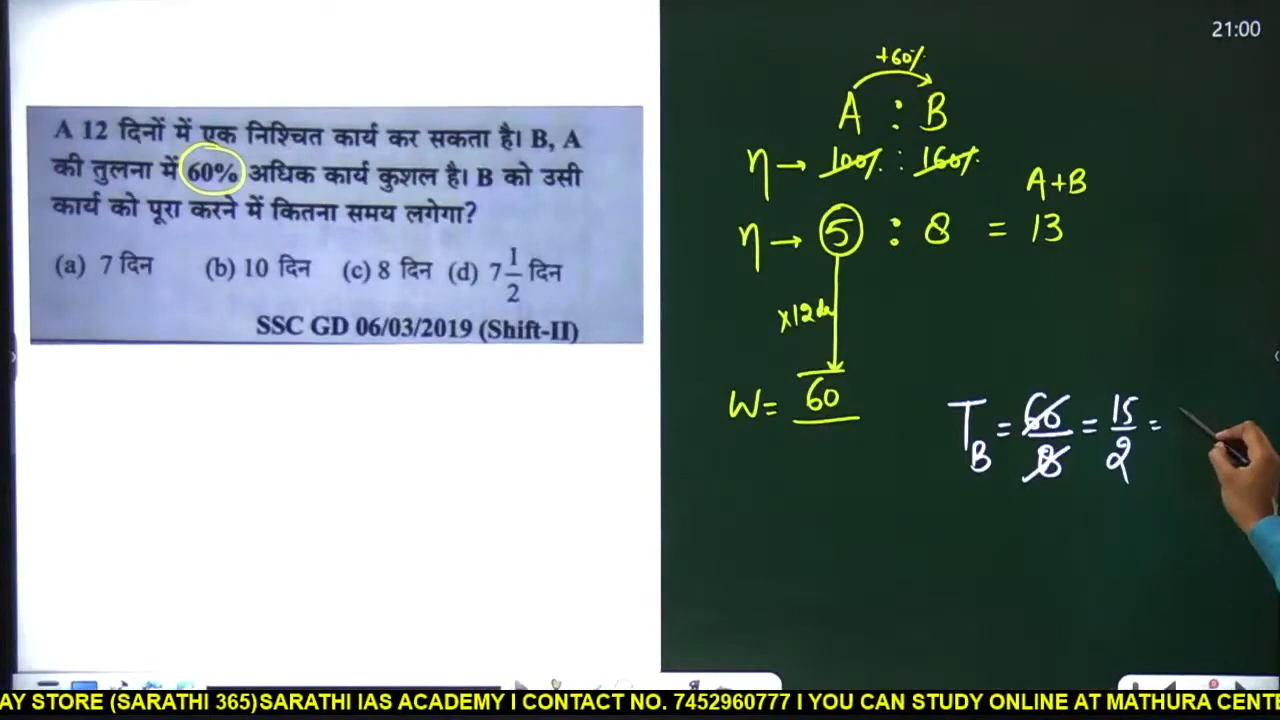 21:00
A 12 दिनों में एक निश्चित कार्य कर सकता है। B, A
की तुलना में 60% अधिक कार्य कुशल है। B को उसी
कार्य को पूरा करने में कितना समय लगेगा?
(a) 7 दिन (b) 10 दिन (c) 8 दिन (d) 7 1/2 दिन
SSC GD 06/03/2019 (Shift-II)
+60%
A : B
η → 100% : 160%
A+B
η → 5 : 8 = 13
×12da
W = 60
T_B = 60/8 = 15/2 =
AY STORE (SARATHI 365)SARATHI IAS ACADEMY I CONTACT NO. 7452960777 I YOU CAN STUDY ONLINE AT MATHURA CENT